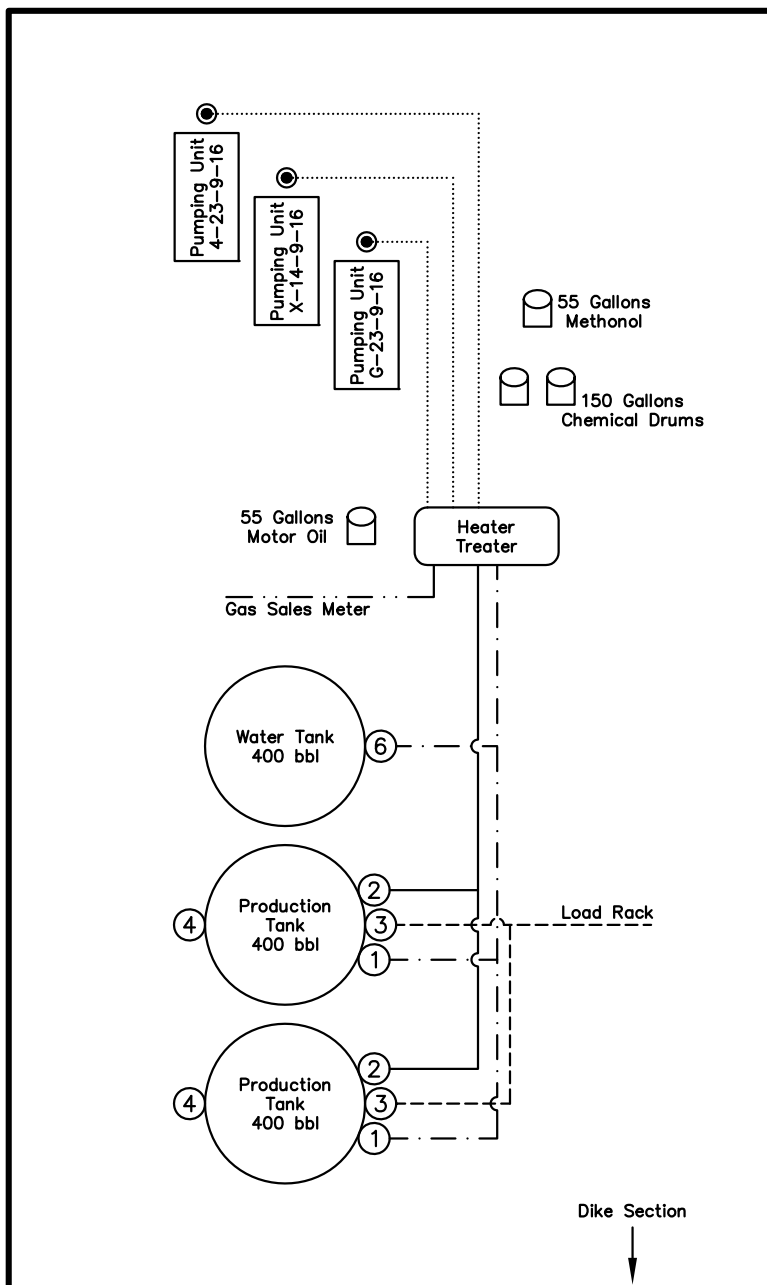 Pumping Unit
4-23-9-16
Pumping Unit
X-14-9-16
Pumping Unit
G-23-9-16
55 Gallons
Methonol
150 Gallons
Chemical Drums
55 Gallons
Motor Oil
Heater
Treater
Gas Sales Meter
Water Tank
400 bbl
6
Production
Tank
400 bbl
4
2
3
1
Load Rack
Production
Tank
400 bbl
4
2
3
1
Dike Section